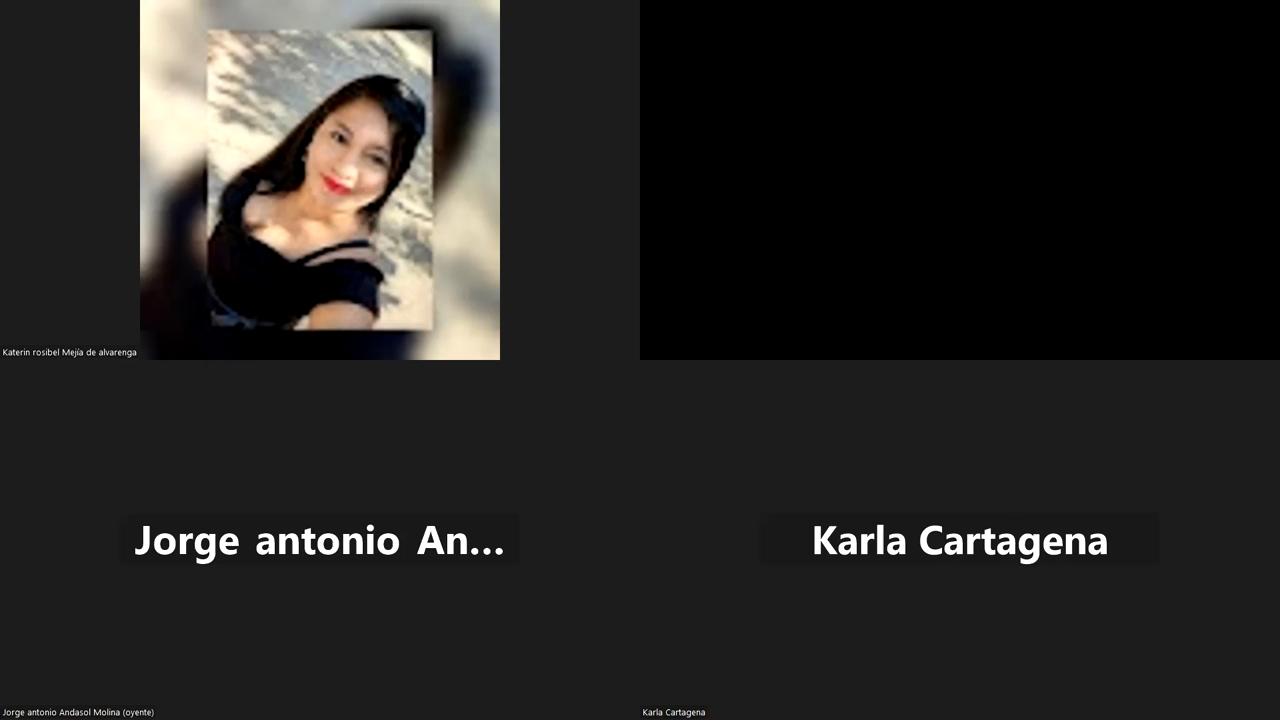 Katerin rosibel Mejía de alvarenga
Jorge antonio An...
Karla Cartagena
Jorge antonio Andasol Molina (oyente)
Karla Cartagena